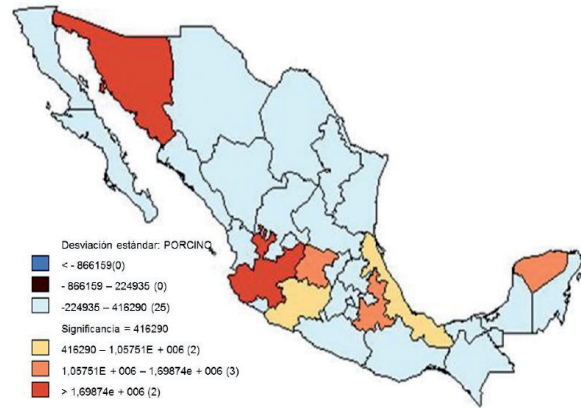 Desviación estándar: PORCINO
< - 866159(0)
- 866159 – 224935 (0)
-224935 – 416290 (25)
Significancia = 416290
416290 – 1,05751E + 006 (2)
1,05751E + 006 – 1,69874e + 006 (3)
> 1,69874e + 006 (2)